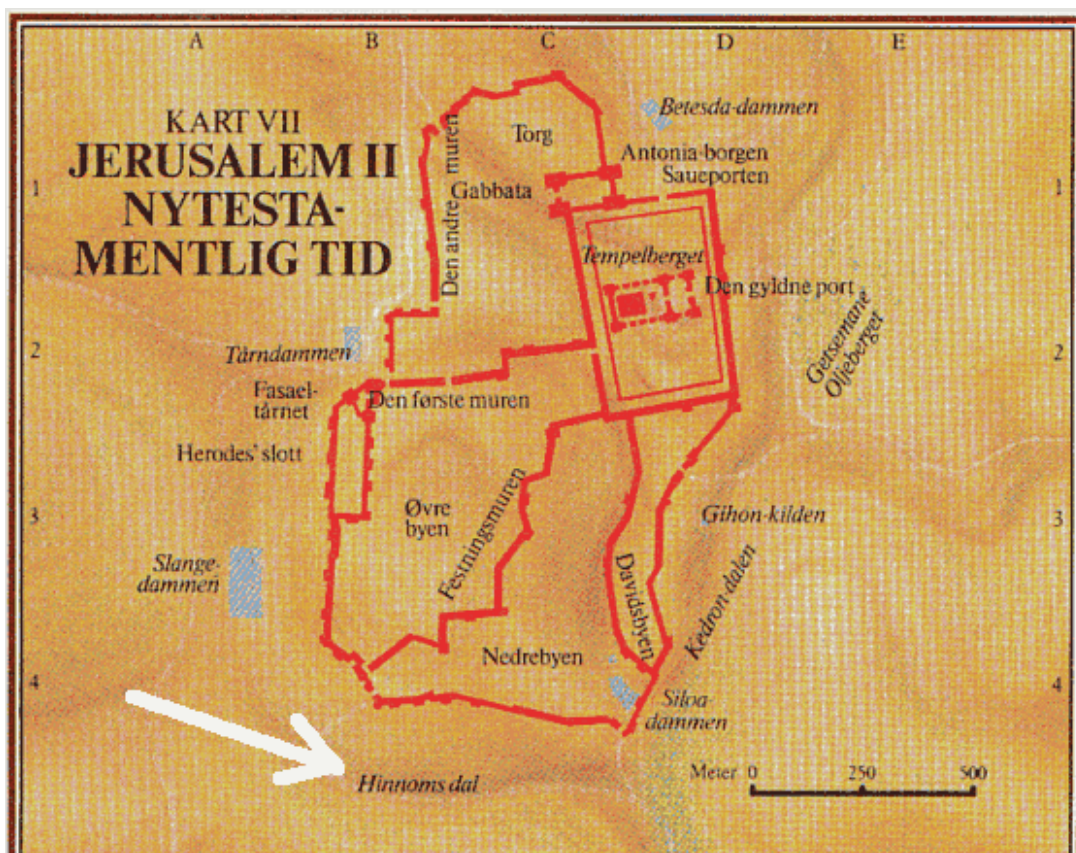 A B C D E
KART VII
JERUSALEM II
NYTESTA-
MENTLIG TID
Torg
Betesda-dammen
Den andre muren
Antonia-borgen
Saueporten
1
Gabbata
1
Tempelberget
Den gyldne port
Getsemane
Oljeberget
2
Tårndammen
2
Fasael-
tårnet
Den første muren
Herodes' slott
Øvre
byen
Festningsmuren
3
Gihon-kilden
3
Slange-
dammen
Davidsbyen
Kedron-dalen
Nedrebyen
4
Siloa-
dammen
4
Hinnoms dal
Meter 0 250 500